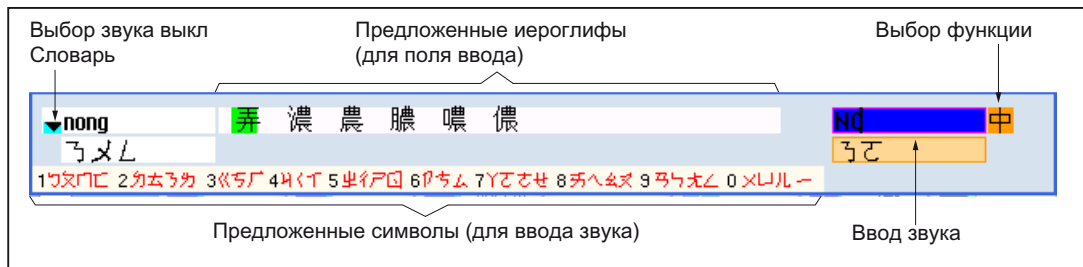 Выбор звука выкл
Словарь
Предложенные иероглифы
(для поля ввода)
Выбор функции
nong 弄 濃 農 膿 噥 儂
NO 中
ㄋㄨㄥ
ㄋㄛ
1ㄅㄆㄇㄈ 2ㄉㄊㄋㄌ 3ㄍㄎㄏ 4ㄐㄑㄒ 5ㄓㄔㄕㄖ 6ㄗㄘㄙ 7ㄚㄛㄜㄝ 8ㄞㄟㄠㄡ 9ㄢㄣㄤㄥ 0ㄨㄩㄦㄧ
Предложенные символы (для ввода звука)
Ввод звука